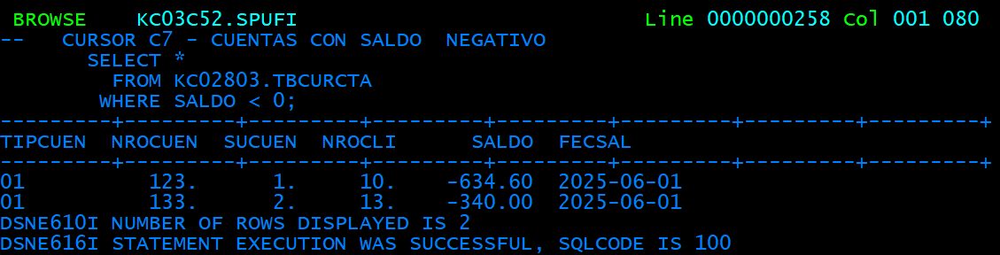 BROWSE    KC03C52.SPUFI                            Line 0000000258 Col 001 080
--   CURSOR C7 - CUENTAS CON SALDO  NEGATIVO
       SELECT *
         FROM KC02803.TBCURCTA
        WHERE SALDO < 0;
---------+---------+---------+---------+---------+---------+---------+---------+
TIPCUEN  NROCUEN  SUCUEN  NROCLI      SALDO  FECSAL
---------+---------+---------+---------+---------+---------+---------+---------+
01          123.      1.     10.    -634.60  2025-06-01
01          133.      2.     13.    -340.00  2025-06-01
DSNE610I NUMBER OF ROWS DISPLAYED IS 2
DSNE616I STATEMENT EXECUTION WAS SUCCESSFUL, SQLCODE IS 100